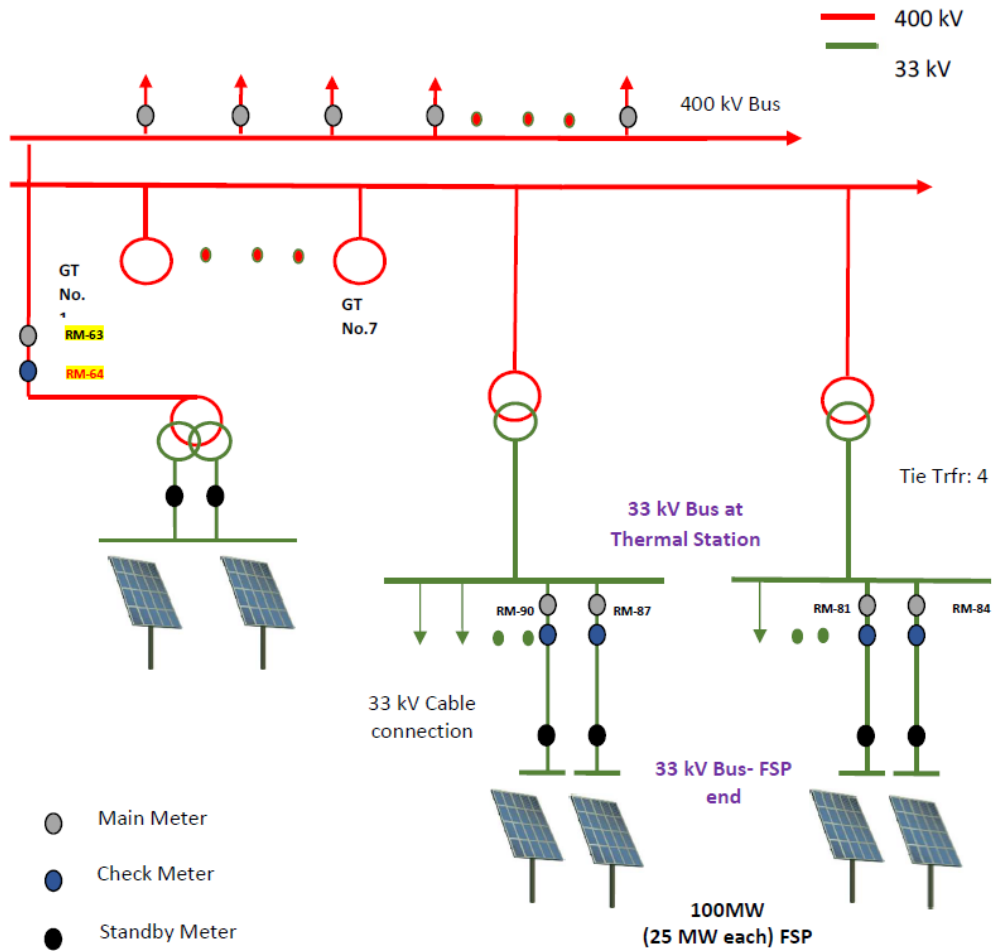 400 kV
33 kV
400 kV Bus
GT
No.
1
GT
No.7
RM-63
RM-64
Tie Trfr: 4
33 kV Bus at
Thermal Station
RM-90
RM-87
RM-81
RM-84
33 kV Cable
connection
33 kV Bus- FSP
end
Main Meter
Check Meter
Standby Meter
100MW
(25 MW each) FSP